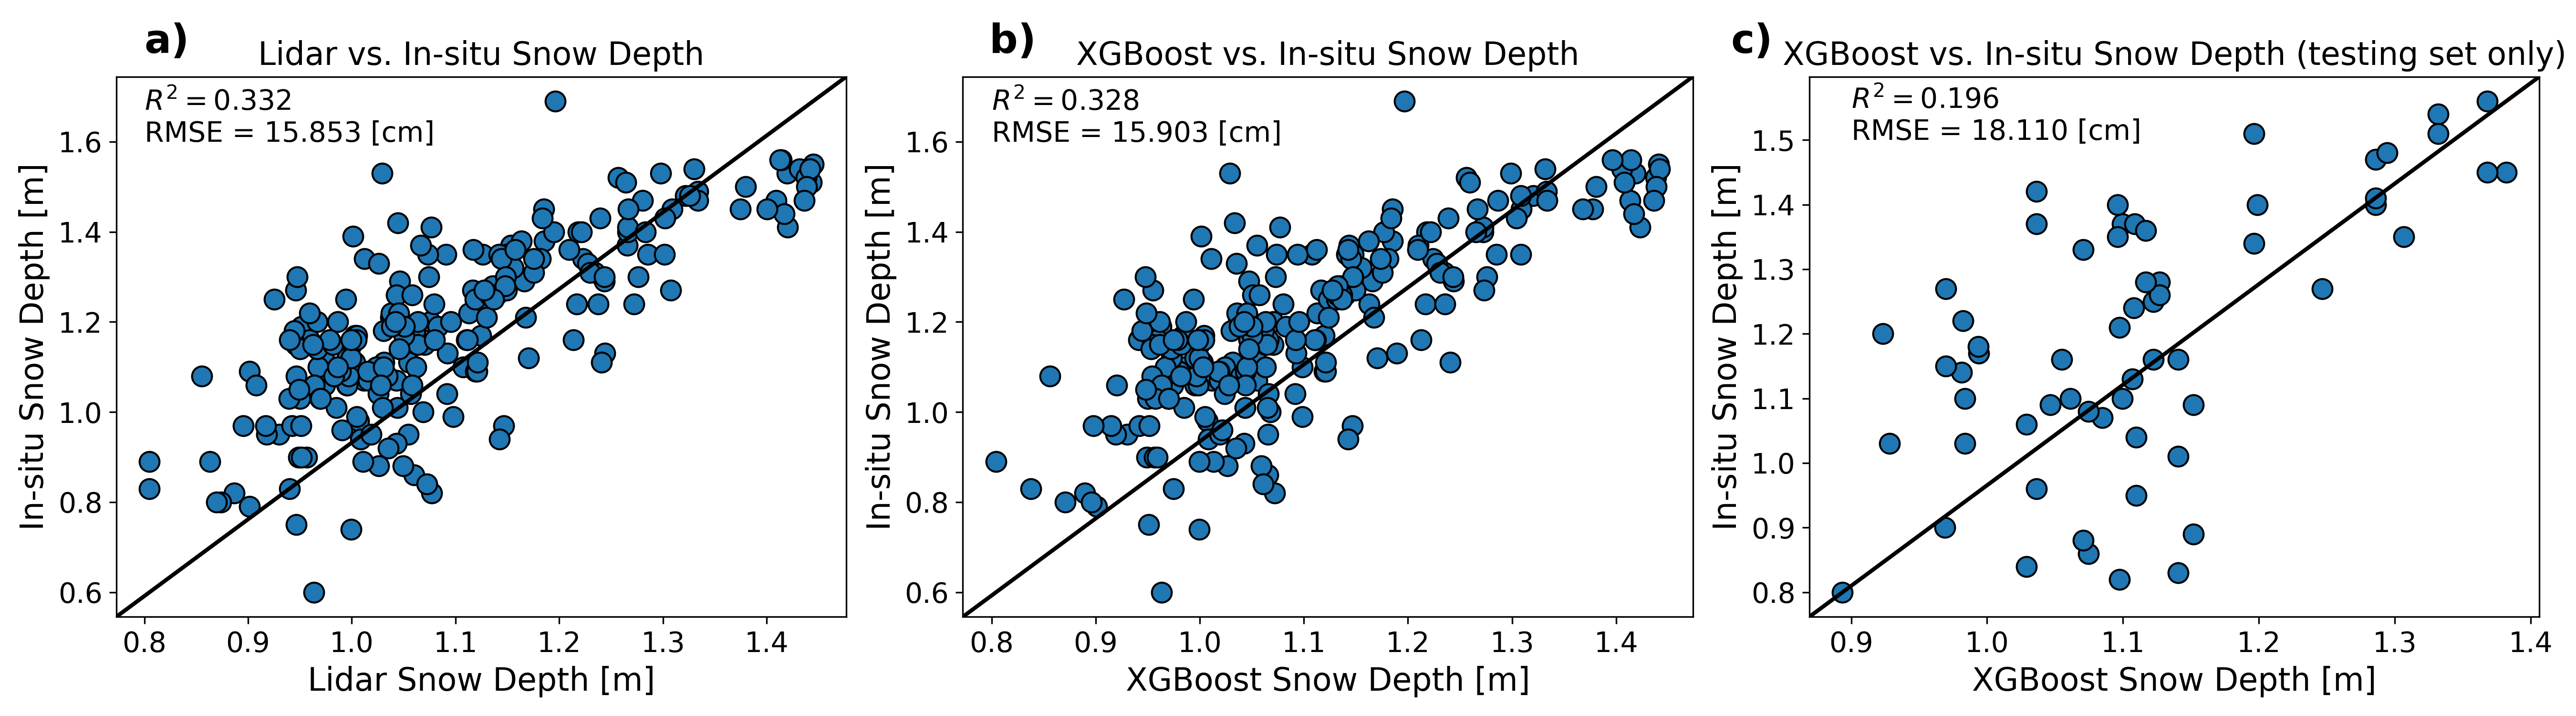 a)
Lidar vs. In-situ Snow Depth
R² = 0.332
RMSE = 15.853 [cm]
In-situ Snow Depth [m]
1.6
1.4
1.2
1.0
0.8
0.6
0.8 0.9 1.0 1.1 1.2 1.3 1.4
Lidar Snow Depth [m]
b)
XGBoost vs. In-situ Snow Depth
R² = 0.328
RMSE = 15.903 [cm]
In-situ Snow Depth [m]
1.6
1.4
1.2
1.0
0.8
0.6
0.8 0.9 1.0 1.1 1.2 1.3 1.4
XGBoost Snow Depth [m]
c)
XGBoost vs. In-situ Snow Depth (testing set only)
R² = 0.196
RMSE = 18.110 [cm]
In-situ Snow Depth [m]
1.5
1.4
1.3
1.2
1.1
1.0
0.9
0.8
0.9 1.0 1.1 1.2 1.3 1.4
XGBoost Snow Depth [m]